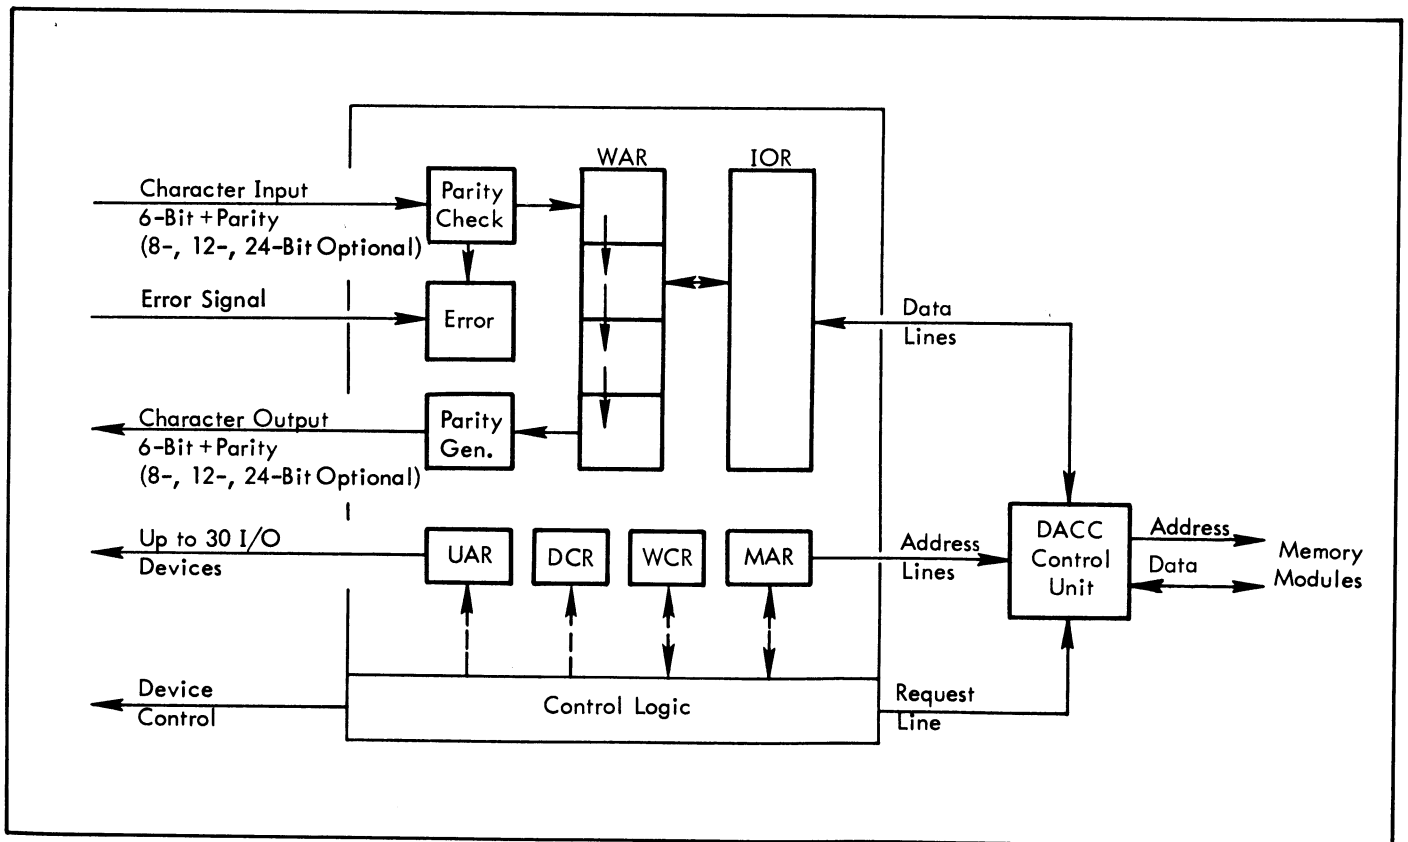 WAR
IOR
Character Input
6-Bit + Parity
(8-, 12-, 24-Bit Optional)
Parity
Check
Error Signal
Error
Data
Lines
Character Output
6-Bit + Parity
(8-, 12-, 24-Bit Optional)
Parity
Gen.
Up to 30 I/O
Devices
UAR
DCR
WCR
MAR
Address
Lines
DACC
Control
Unit
Address
Data
Memory
Modules
Device
Control
Control Logic
Request
Line